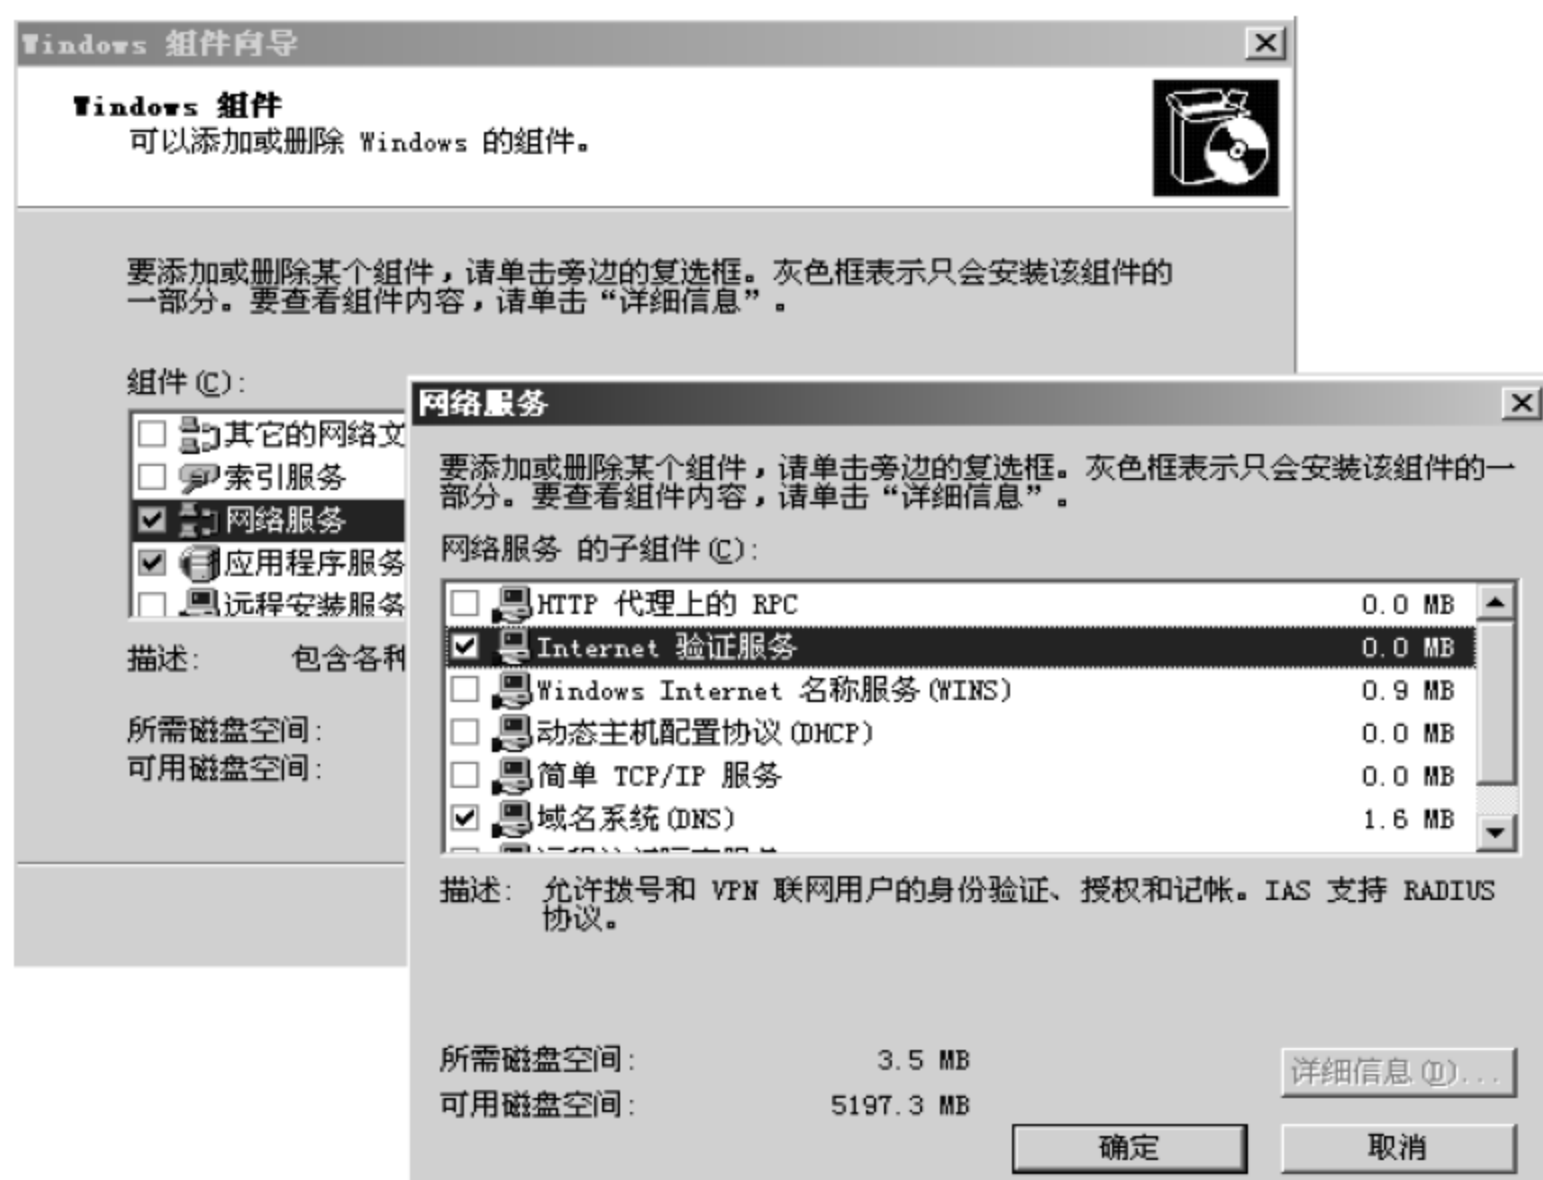 Windows 组件向导
Windows 组件
可以添加或删除 Windows 的组件。
要添加或删除某个组件，请单击旁边的复选框。灰色框表示只会安装该组件的
一部分。要查看组件内容，请单击“详细信息”。
组件(C):
其它的网络文
索引服务
网络服务
应用程序服务
远程安装服务
描述: 包含各种
所需磁盘空间:
可用磁盘空间:
网络服务
要添加或删除某个组件，请单击旁边的复选框。灰色框表示只会安装该组件的一
部分。要查看组件内容，请单击“详细信息”。
网络服务 的子组件(C):
HTTP 代理上的 RPC 0.0 MB
Internet 验证服务 0.0 MB
Windows Internet 名称服务(WINS) 0.9 MB
动态主机配置协议(DHCP) 0.0 MB
简单 TCP/IP 服务 0.0 MB
域名系统(DNS) 1.6 MB
描述: 允许拨号和 VPN 联网用户的身份验证、授权和记帐。IAS 支持 RADIUS
协议。
所需磁盘空间: 3.5 MB
可用磁盘空间: 5197.3 MB
详细信息(D)...
确定
取消